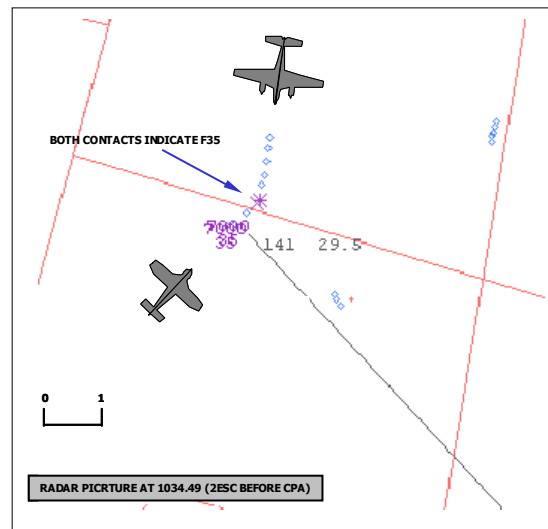 BOTH CONTACTS INDICATE F35
7000
35 141 29.5
0 1
RADAR PICRTURE AT 1034.49 (2ESC BEFORE CPA)